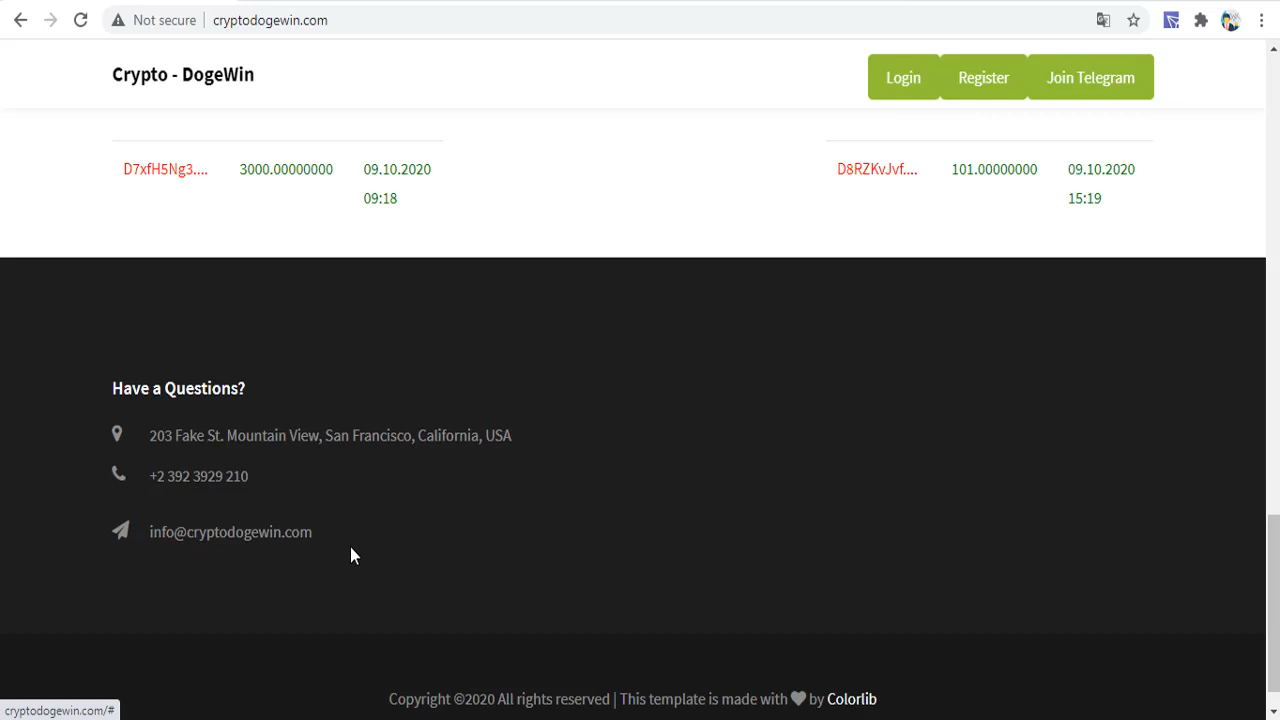 Not secure cryptodogewin.com
Crypto - DogeWin
Login Register Join Telegram
D7xfH5Ng3.... 3000.00000000 09.10.2020 09:18
D8RZKvJvf.... 101.00000000 09.10.2020 15:19
Have a Questions?
203 Fake St. Mountain View, San Francisco, California, USA
+2 392 3929 210
info@cryptodogewin.com
Copyright ©2020 All rights reserved | This template is made with ♥ by Colorlib
cryptodogewin.com/#